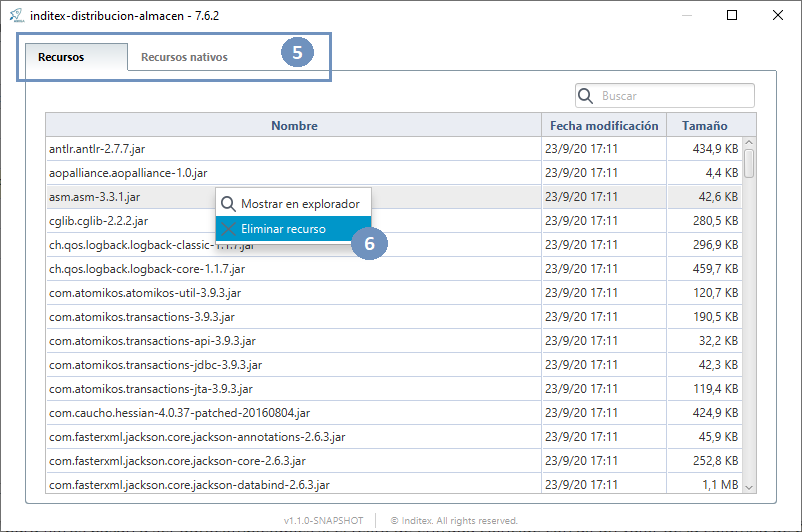 inditex-distribucion-almacen - 7.6.2
Recursos
Recursos nativos
5
Buscar
Nombre Fecha modificación Tamaño
antlr.antlr-2.7.7.jar 23/9/20 17:11 434,9 KB
aopalliance.aopalliance-1.0.jar 23/9/20 17:11 4,4 KB
asm.asm-3.3.1.jar 23/9/20 17:11 42,6 KB
Mostrar en explorador
cglib.cglib-2.2.2.jar 23/9/20 17:11 280,5 KB
Eliminar recurso
6
ch.qos.logback.logback-classic-1.1.7.jar 23/9/20 17:11 296,9 KB
ch.qos.logback.logback-core-1.1.7.jar 23/9/20 17:11 459,7 KB
com.atomikos.atomikos-util-3.9.3.jar 23/9/20 17:11 120,7 KB
com.atomikos.transactions-3.9.3.jar 23/9/20 17:11 190,5 KB
com.atomikos.transactions-api-3.9.3.jar 23/9/20 17:11 32,2 KB
com.atomikos.transactions-jdbc-3.9.3.jar 23/9/20 17:11 42,3 KB
com.atomikos.transactions-jta-3.9.3.jar 23/9/20 17:11 119,4 KB
com.caucho.hessian-4.0.37-patched-20160804.jar 23/9/20 17:11 424,9 KB
com.fasterxml.jackson.core.jackson-annotations-2.6.3.jar 23/9/20 17:11 45,9 KB
com.fasterxml.jackson.core.jackson-core-2.6.3.jar 23/9/20 17:11 252,8 KB
com.fasterxml.jackson.core.jackson-databind-2.6.3.jar 23/9/20 17:11 1,1 MB
v1.1.0-SNAPSHOT © Inditex. All rights reserved.